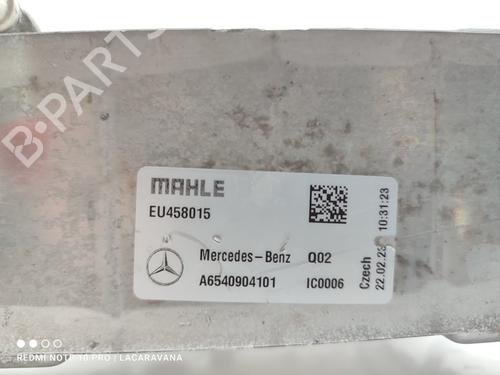 B-PARTS
MAHLE
EU458015
Mercedes-Benz Q02
A6540904101 IC0006
Czech
22.02.23 10:31:23
REDMI NOTE 10 PRO | LACARAVANA